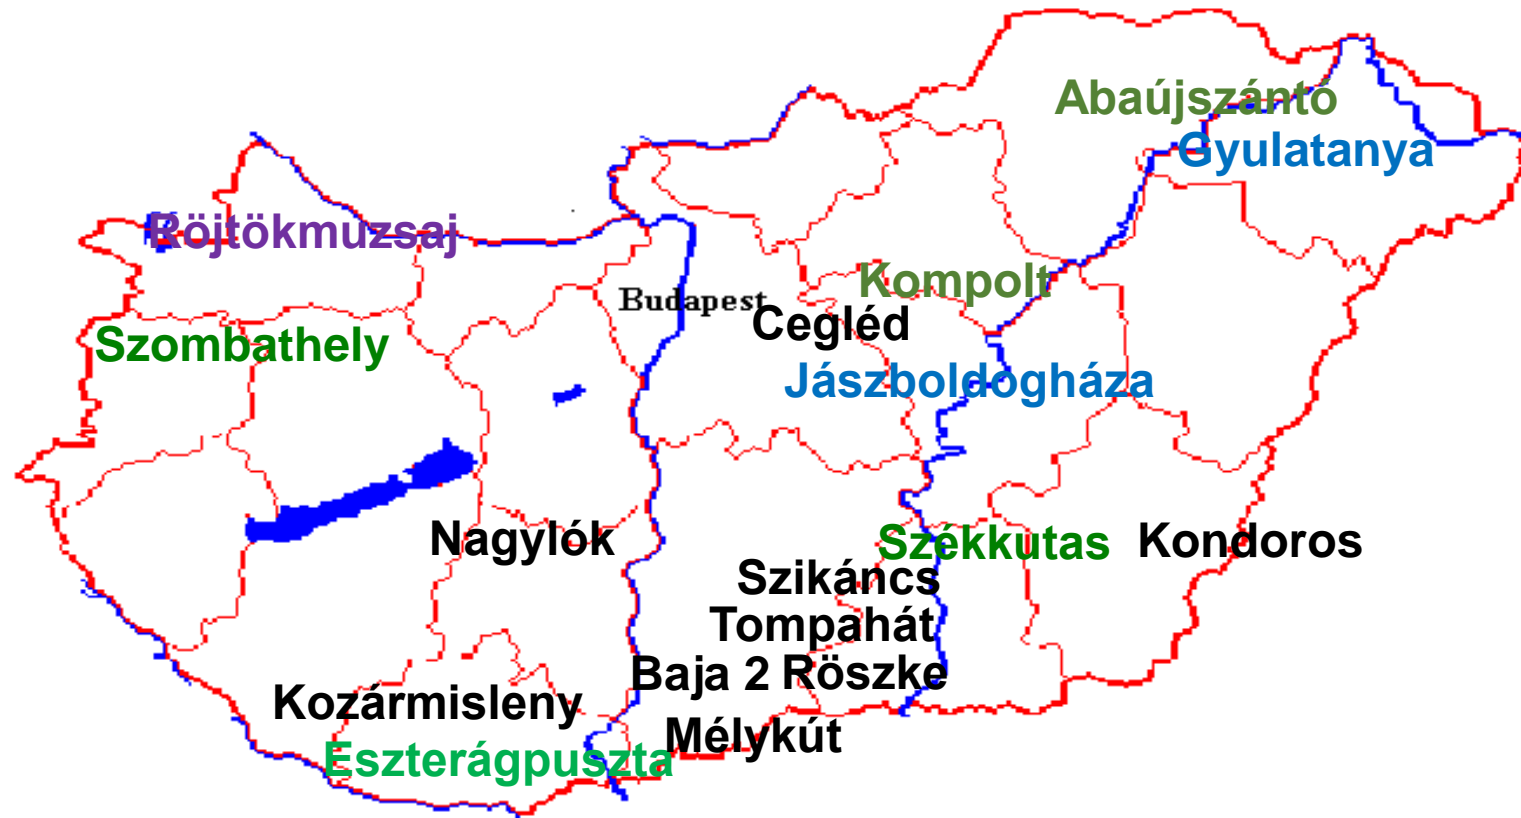 Abaújszántó
Gyulatanya
Röjtökmuzsaj
Kompolt
Budapest
Cegléd
Szombathely
Jászboldogháza
Nagylók
Székkutas
Kondoros
Szikáncs
Tompahát
Baja 2 Röszke
Kozármisleny
Mélykút
Eszterágpuszta